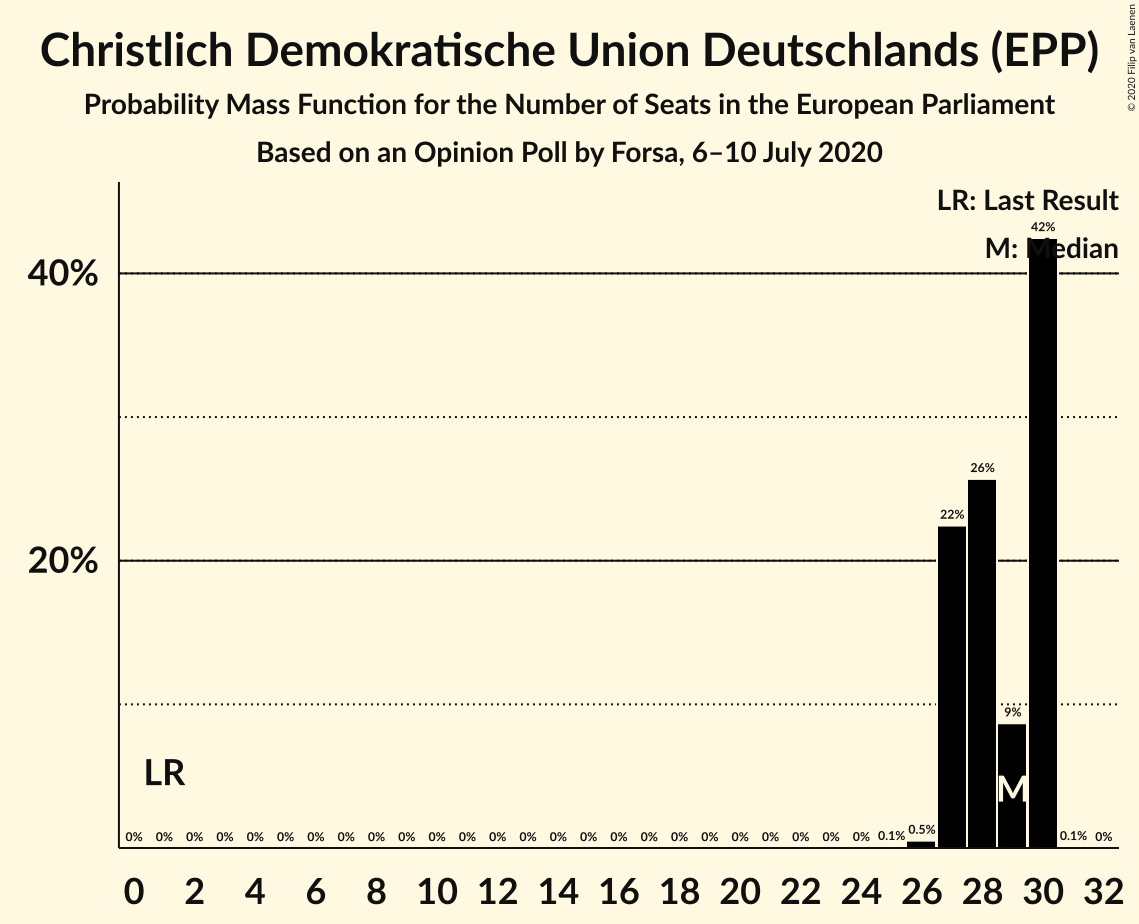 Christlich Demokratische Union Deutschlands (EPP)
Probability Mass Function for the Number of Seats in the European Parliament
Based on an Opinion Poll by Forsa, 6–10 July 2020
© 2020 Filip van Laenen
LR: Last Result
M: Median
42%
40%
26%
22%
20%
9%
LR
M
0% 0% 0% 0% 0% 0% 0% 0% 0% 0% 0% 0% 0% 0% 0% 0% 0% 0% 0% 0% 0% 0% 0% 0% 0% 0.1% 0.5% 0.1% 0%
0 2 4 6 8 10 12 14 16 18 20 22 24 26 28 30 32